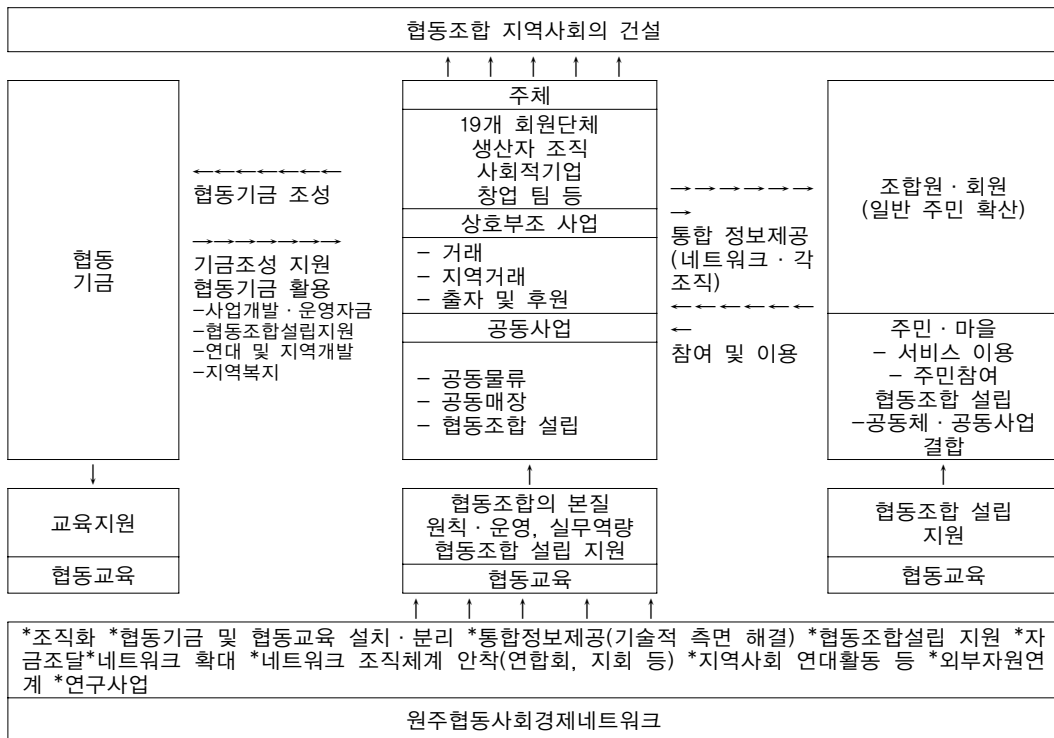 협동조합 지역사회의 건설
↑ ↑ ↑ ↑ ↑
협동
기금
←←←←←←←
협동기금 조성
→→→→→→→
기금조성 지원
협동기금 활용
−사업개발 · 운영자금
−협동조합설립지원
−연대 및 지역개발
−지역복지
주체
19개 회원단체
생산자 조직
사회적기업
창업 팀 등
상호부조 사업
− 거래
− 지역거래
− 출자 및 후원
공동사업
− 공동물류
− 공동매장
− 협동조합 설립
→→→→→→→
→
통합 정보제공
(네트워크 · 각
조직)
←←←←←←←
←
참여 및 이용
조합원 · 회원
(일반 주민 확산)
주민 · 마을
− 서비스 이용
− 주민참여
협동조합 설립
−공동체 · 공동사업
결합
↓ ↑ ↑
교육지원
협동교육
협동조합의 본질
원칙 · 운영, 실무역량
협동조합 설립 지원
협동교육
협동조합 설립
지원
협동교육
↑ ↑ ↑ ↑ ↑
*조직화 *협동기금 및 협동교육 설치 · 분리 *통합정보제공(기술적 측면 해결) *협동조합설립 지원 *자
금조달*네트워크 확대 *네트워크 조직체계 안착(연합회, 지회 등) *지역사회 연대활동 등 *외부자원연
계 *연구사업
원주협동사회경제네트워크